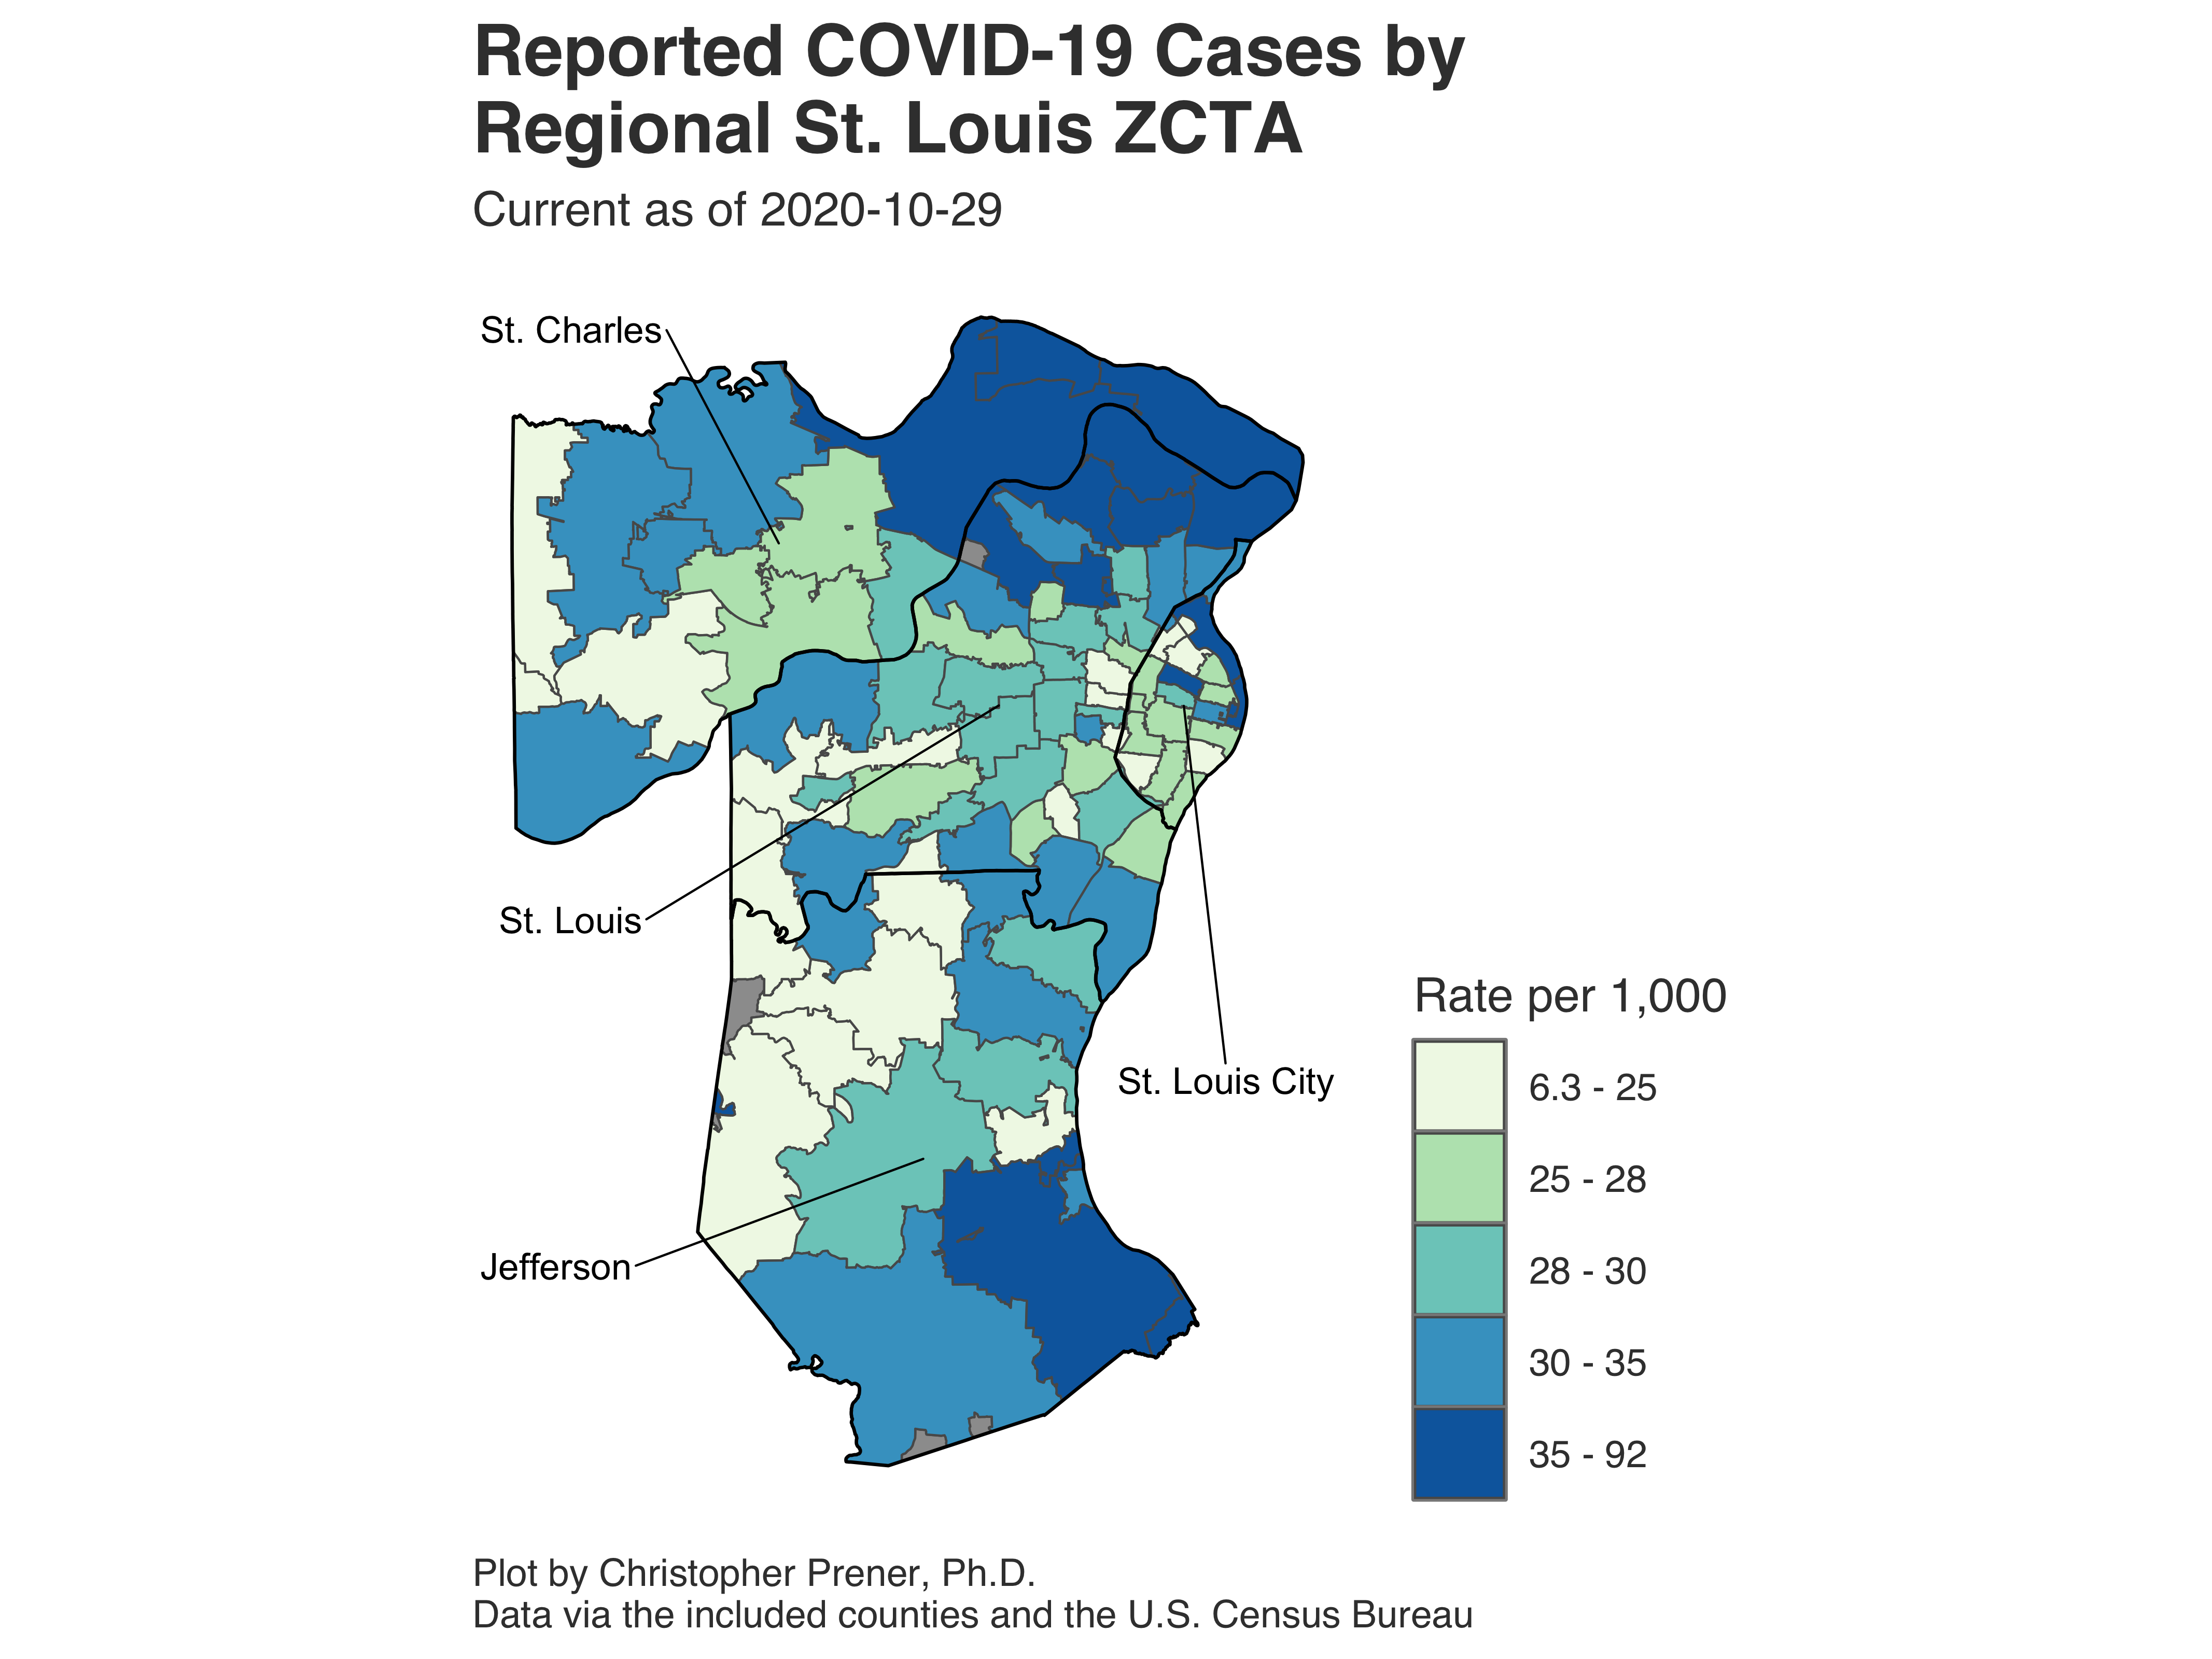 Reported COVID-19 Cases by
Regional St. Louis ZCTA
Current as of 2020-10-29
St. Charles
St. Louis
St. Louis City
Jefferson
Rate per 1,000
6.3 - 25
25 - 28
28 - 30
30 - 35
35 - 92
Plot by Christopher Prener, Ph.D.
Data via the included counties and the U.S. Census Bureau